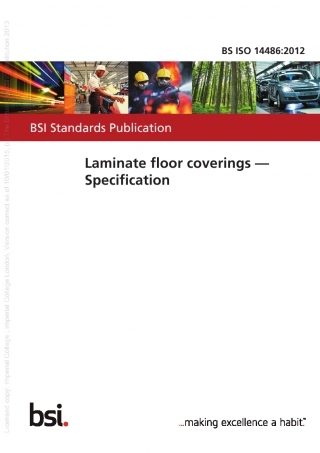 BS ISO 14486:2012
BSI Standards Publication
Laminate floor coverings —
Specification
bsi.
...making excellence a habit.™